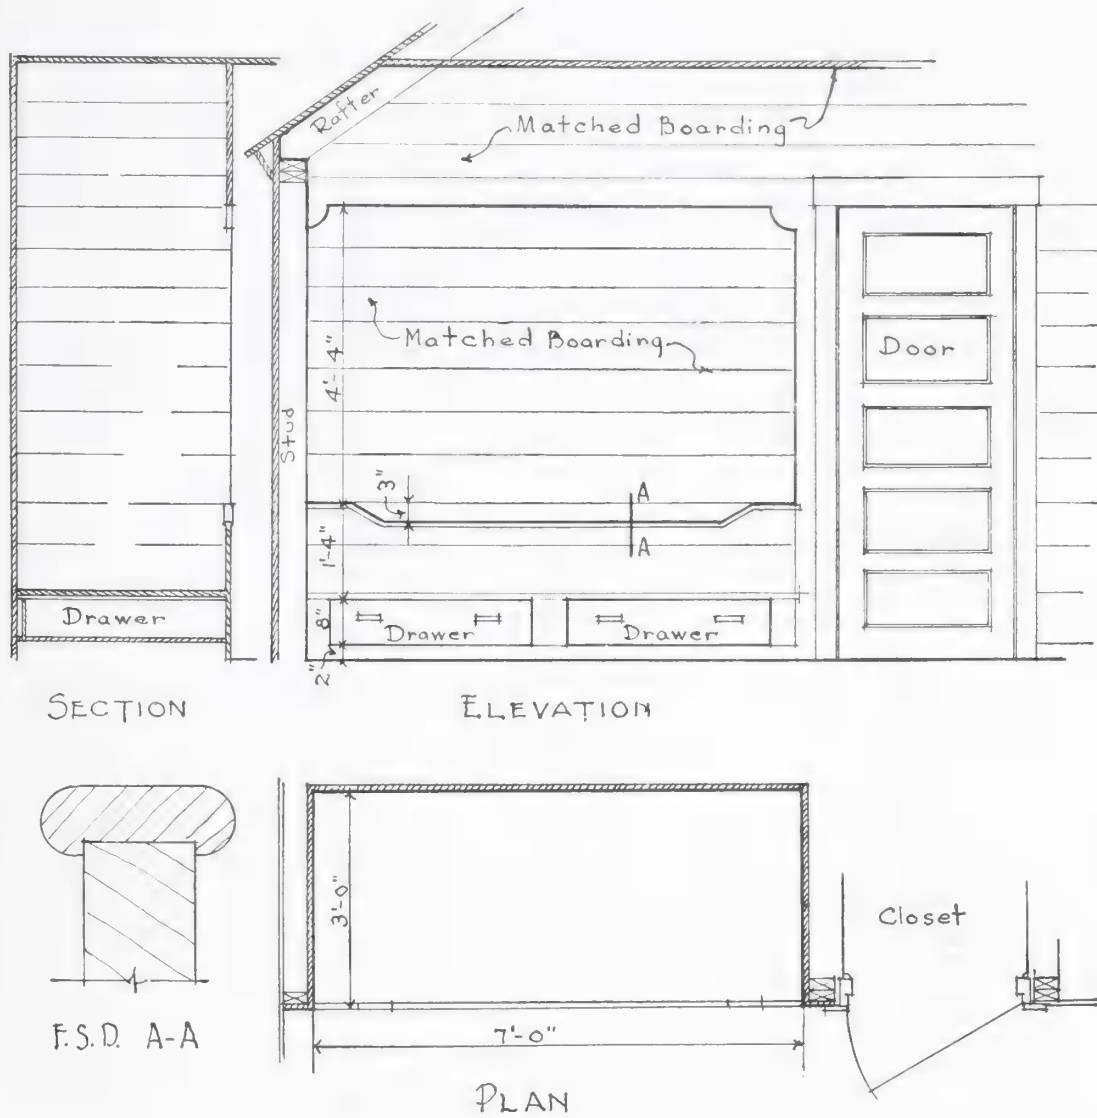 Rafter
Matched Boarding
Matched Boarding
Door
4'-4"
Stud
3"
A
A
1'-4"
Drawer
8"
Drawer
Drawer
2"
SECTION
ELEVATION
3'-0"
Closet
F.S.D. A-A
7'-0"
PLAN